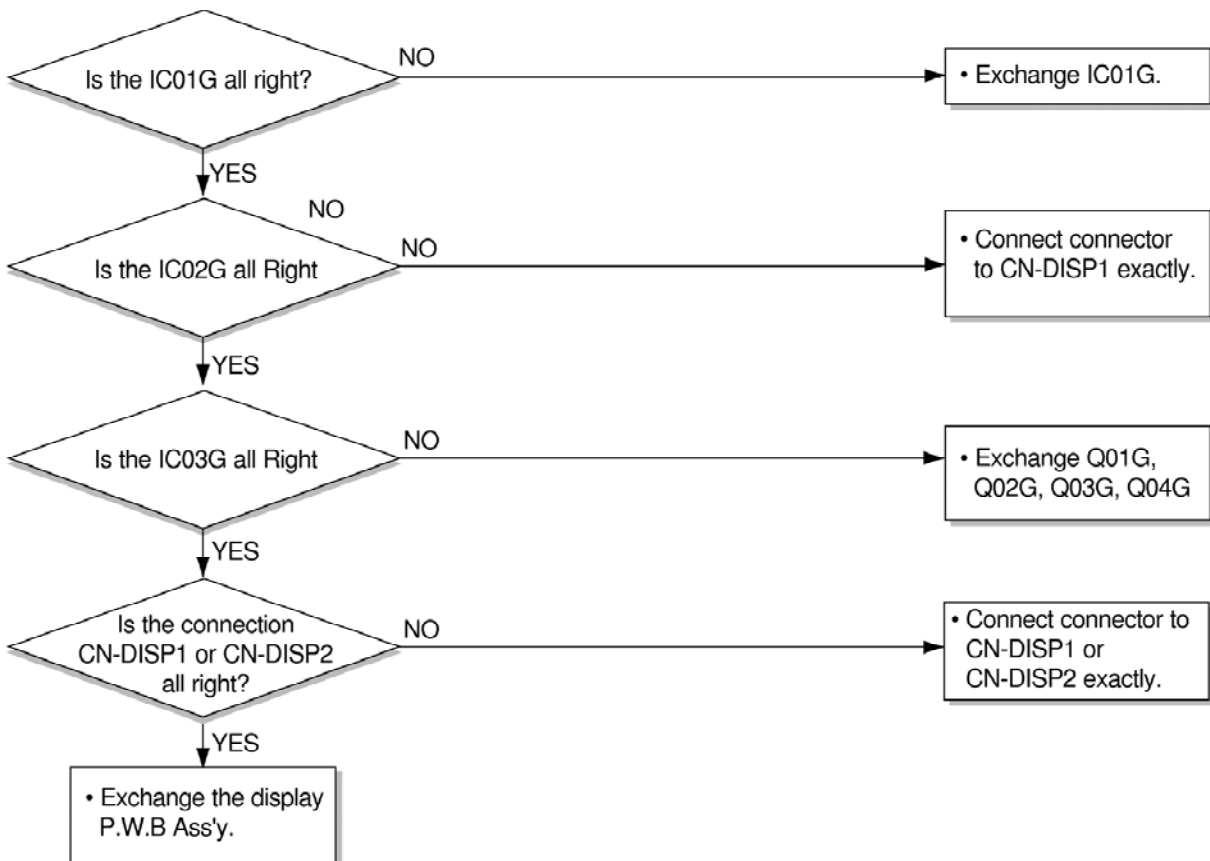 Is the IC01G all right?
NO
• Exchange IC01G.
YES
NO
Is the IC02G all Right
NO
• Connect connector
to CN-DISP1 exactly.
YES
Is the IC03G all Right
NO
• Exchange Q01G,
Q02G, Q03G, Q04G
YES
Is the connection
CN-DISP1 or CN-DISP2
all right?
NO
• Connect connector to
CN-DISP1 or
CN-DISP2 exactly.
YES
• Exchange the display
P.W.B Ass'y.